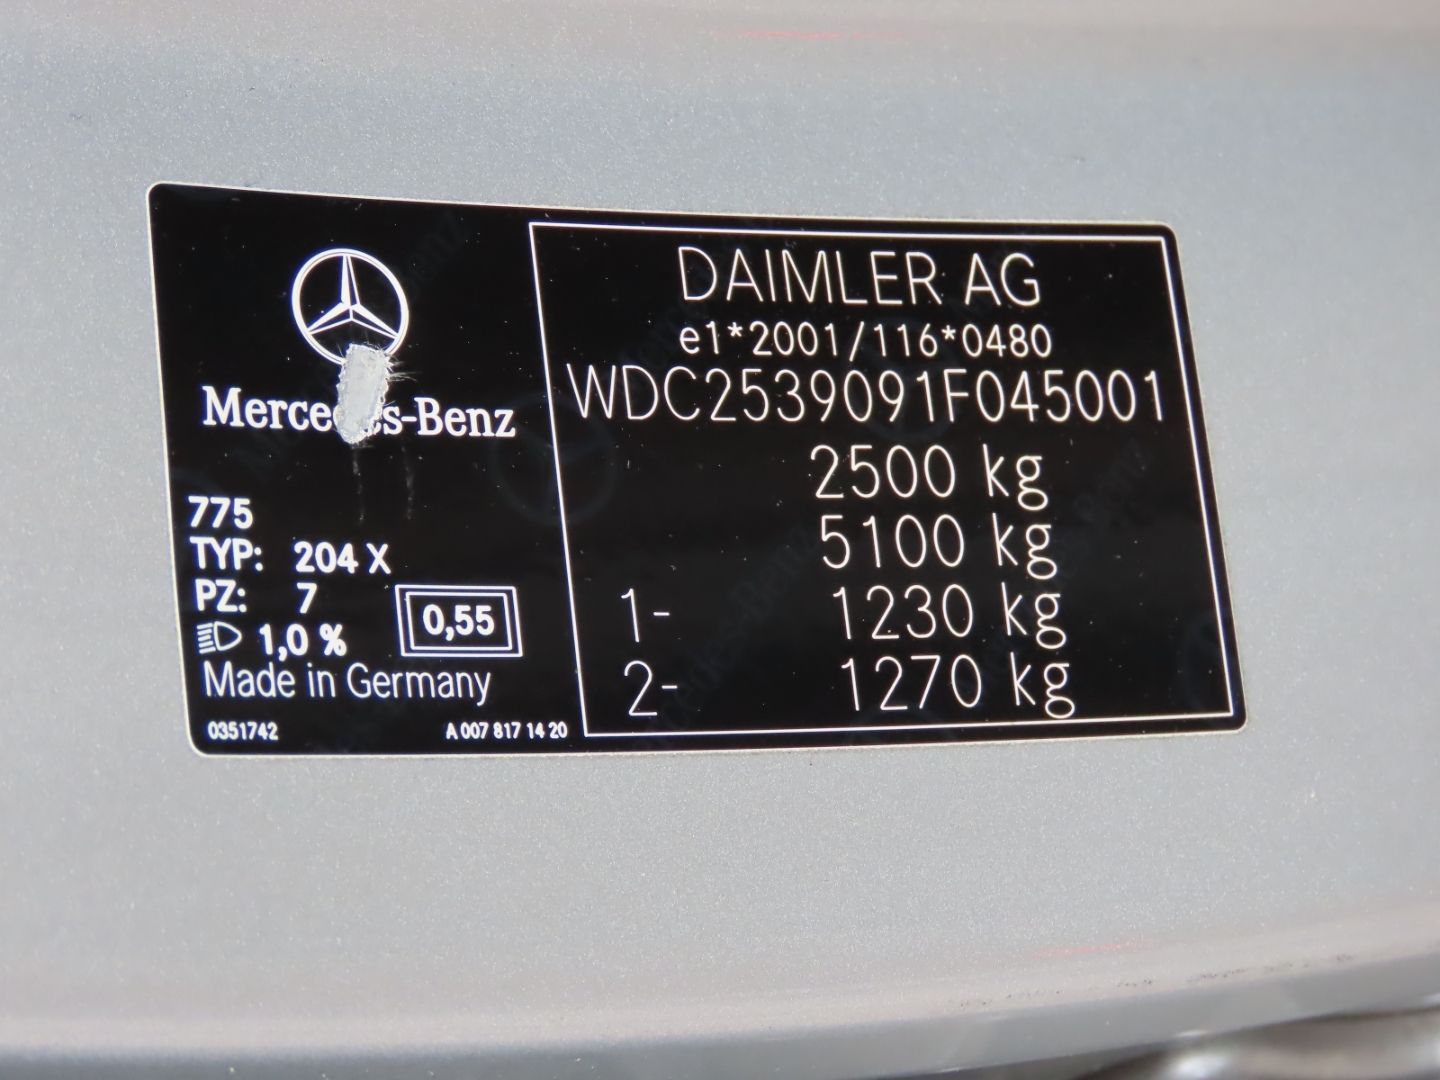 Mercedes-Benz
775
TYP: 204 X
PZ: 7
1,0 %
0,55
Made in Germany
0351742
A 007 817 14 20
DAIMLER AG
e1*2001/116*0480
WDC2539091F045001
2500 kg
5100 kg
1- 1230 kg
2- 1270 kg